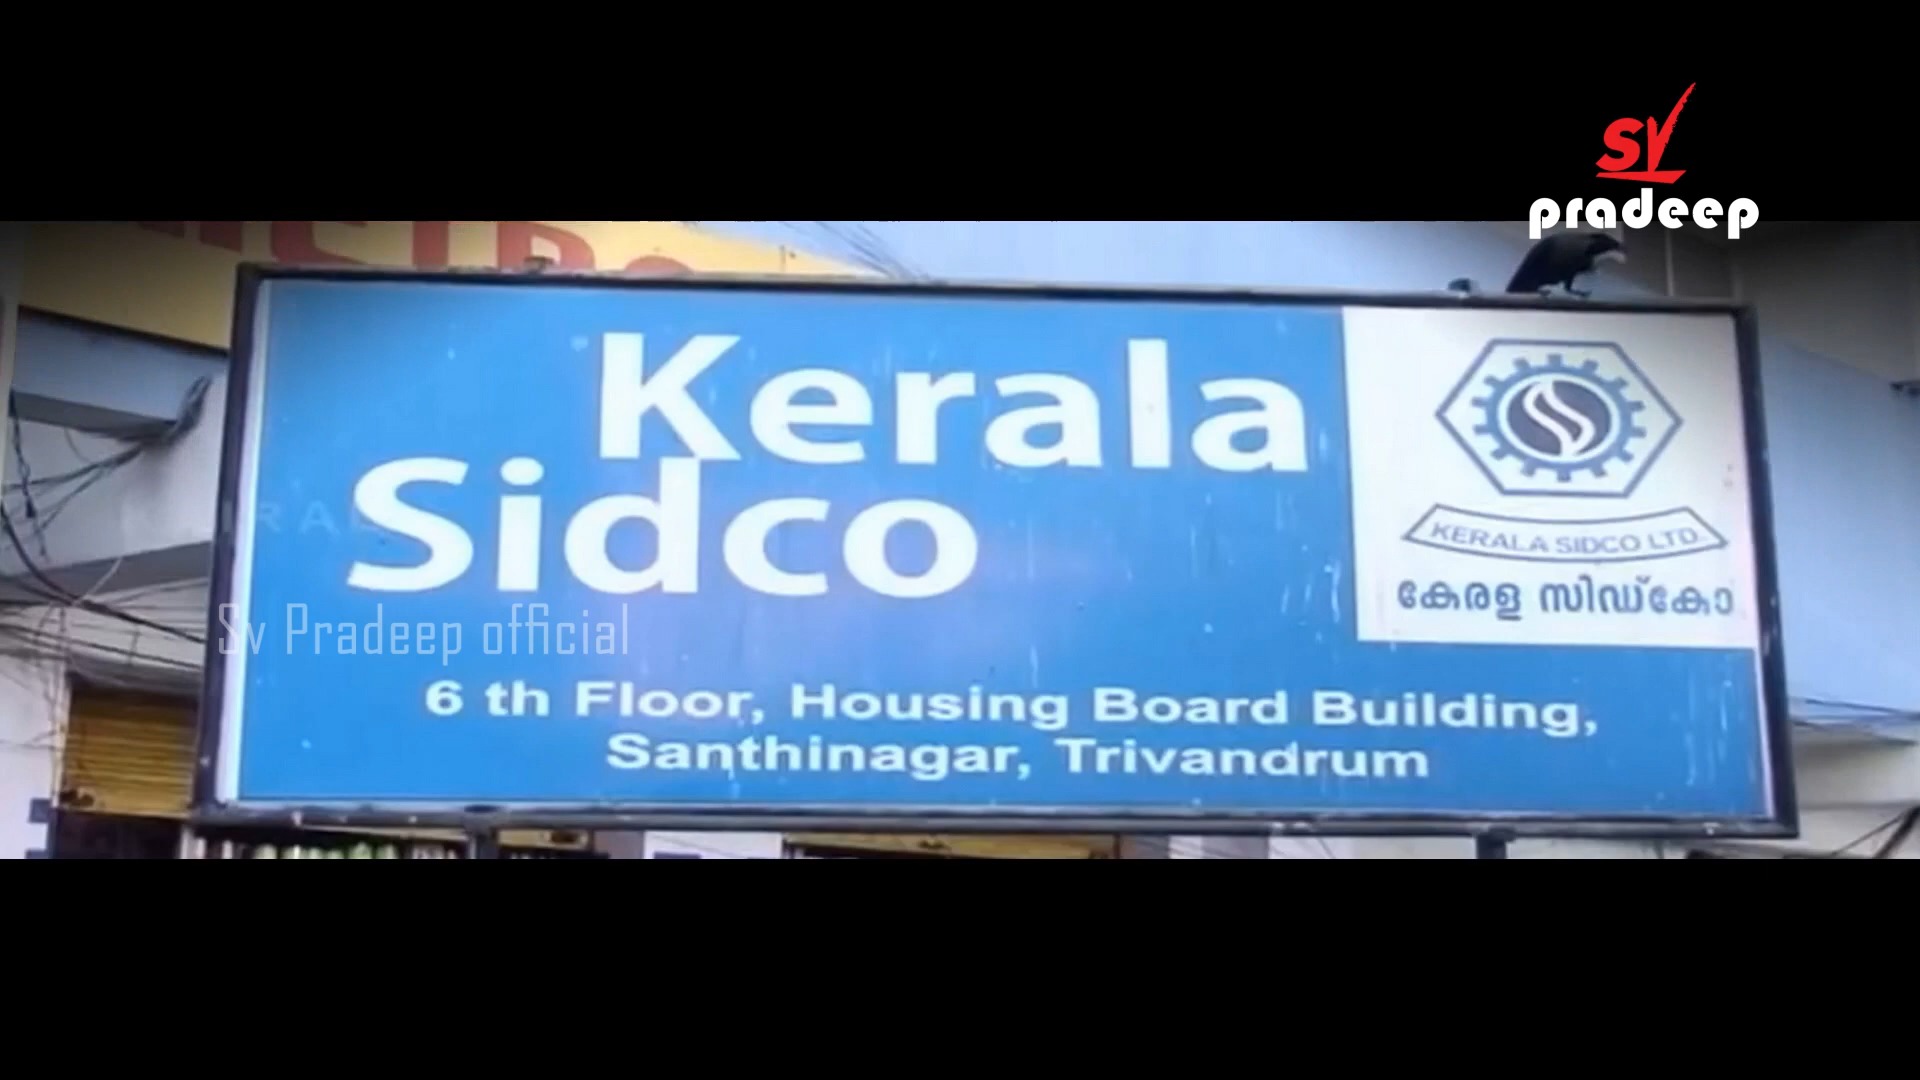 sv
pradeep
Kerala
Sidco
KERALA SIDCO LTD.
കേരള സിഡ്കോ
Sv Pradeep official
6 th Floor, Housing Board Building,
Santhinagar, Trivandrum